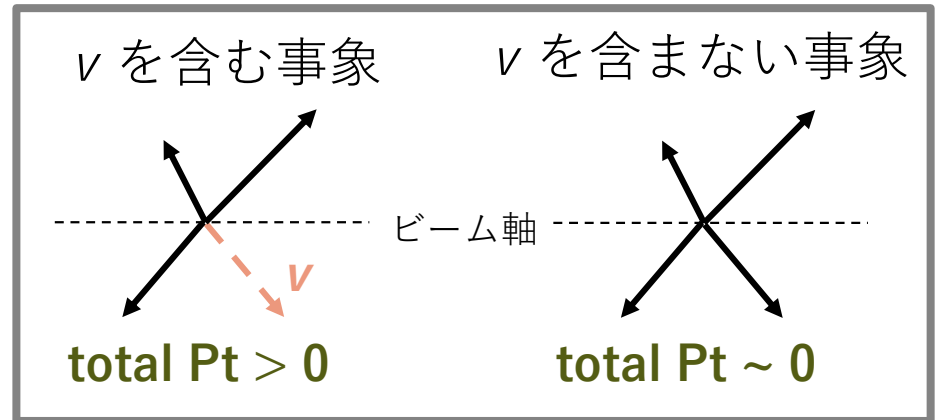 ν を含む事象
ν を含まない事象
ビーム軸
ν
total Pt > 0
total Pt ~ 0